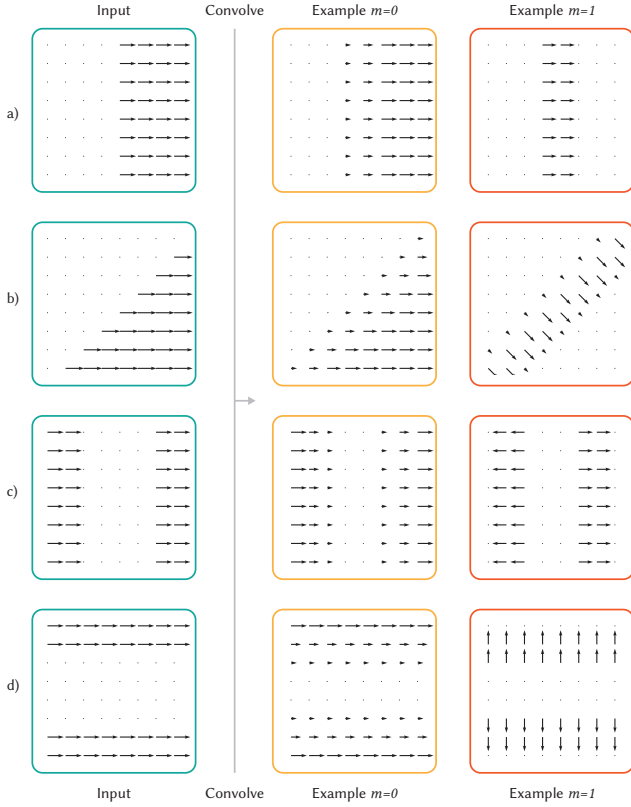 Input Convolve Example m=0 Example m=1
a)
b)
c)
d)
Input Convolve Example m=0 Example m=1